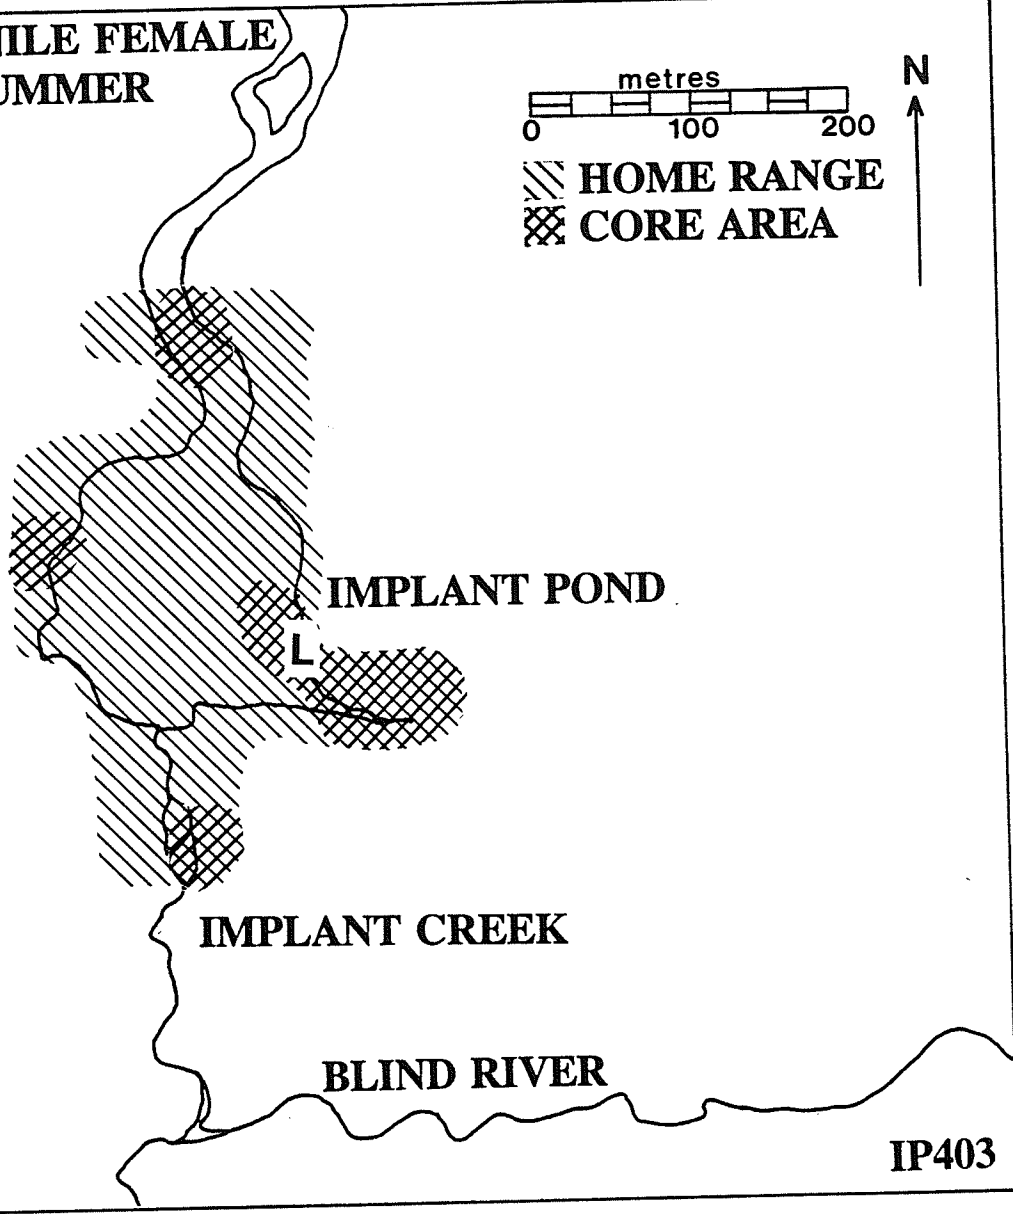 ILE FEMALE
UMMER
metres
N
0 100 200
HOME RANGE
CORE AREA
IMPLANT POND
L
IMPLANT CREEK
BLIND RIVER
IP403